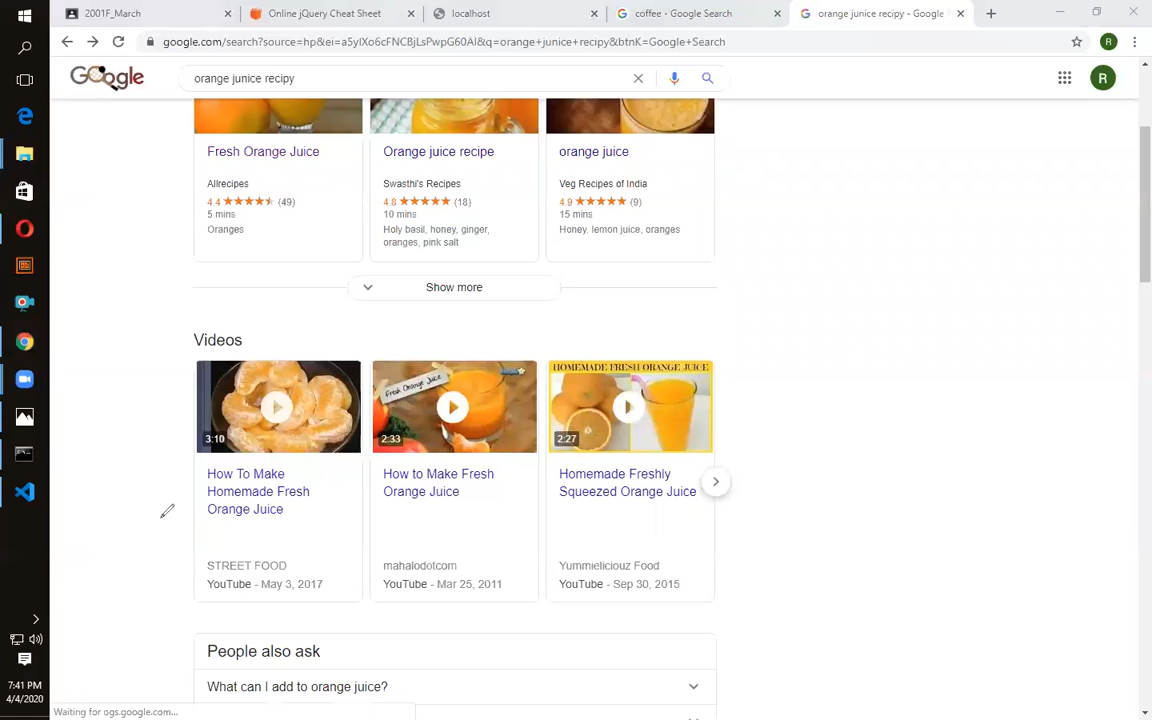 2001F_March
Online jQuery Cheat Sheet
localhost
coffee - Google Search
orange junice recipy - Google
google.com/search?source=hp&ei=a5yIXo6cFNCBjLsPwpG60AI&q=orange+junice+recipy&btnK=Google+Search
R
Google
orange junice recipy
R
Fresh Orange Juice
Allrecipes
4.4 (49)
5 mins
Oranges
Orange juice recipe
Swasthi's Recipes
4.8 (18)
10 mins
Holy basil, honey, ginger,
oranges, pink salt
orange juice
Veg Recipes of India
4.9 (9)
15 mins
Honey, lemon juice, oranges
Show more
Videos
3:10
How To Make
Homemade Fresh
Orange Juice
STREET FOOD
YouTube - May 3, 2017
Fresh Orange Juice
2:33
How to Make Fresh
Orange Juice
mahalodotcom
YouTube - Mar 25, 2011
HOMEMADE FRESH ORANGE JUICE
2:27
Homemade Freshly
Squeezed Orange Juice
Yummieliciouz Food
YouTube - Sep 30, 2015
People also ask
What can I add to orange juice?
Waiting for ogs.google.com...
7:41 PM
4/4/2020